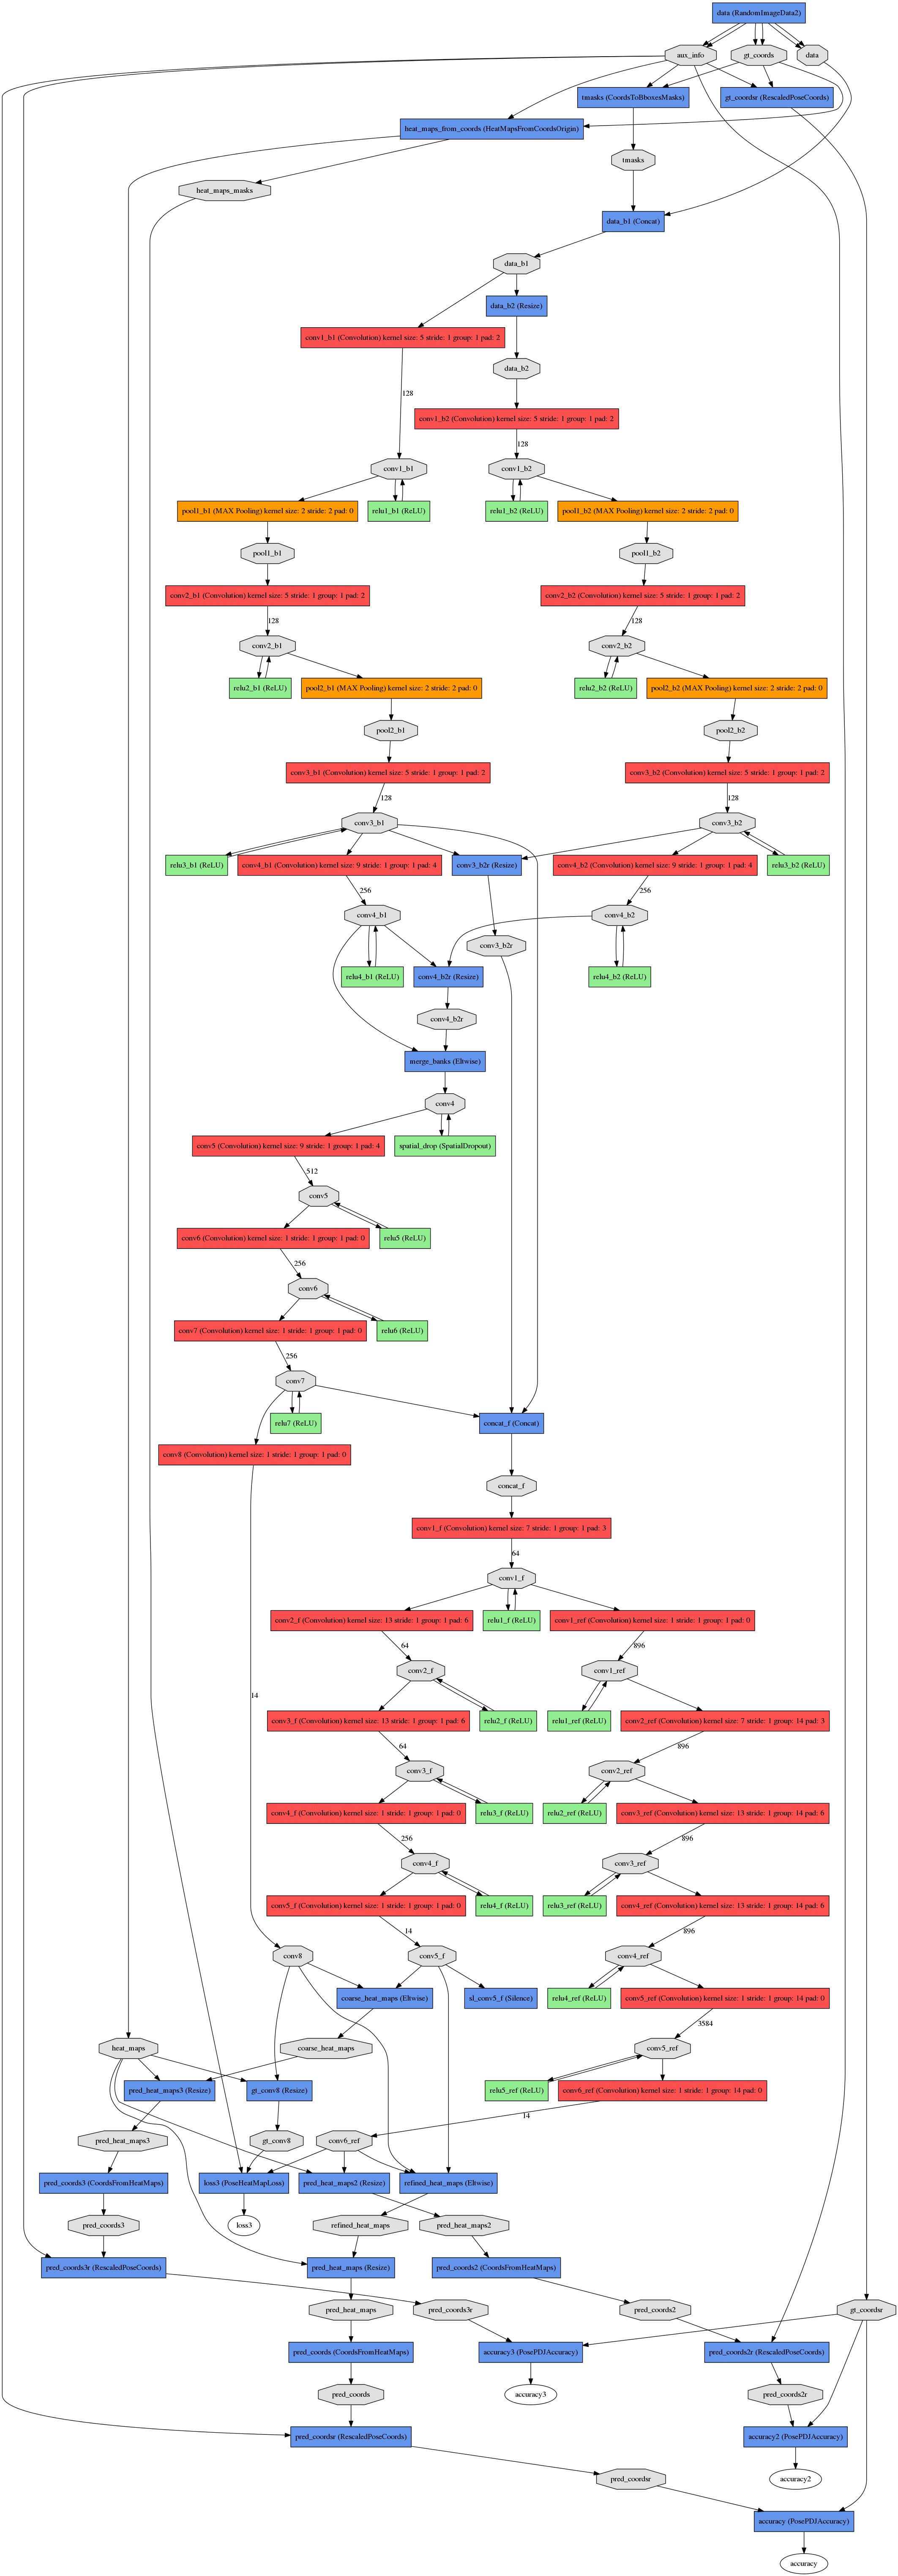 data (RandomImageData2)
aux_info
gt_coords
data
tmasks (CoordsToBboxesMasks)
gt_coordsr (RescaledPoseCoords)
heat_maps_from_coords (HeatMapsFromCoordsOrigin)
tmasks
heat_maps_masks
data_b1 (Concat)
data_b1
data_b2 (Resize)
conv1_b1 (Convolution) kernel size: 5 stride: 1 group: 1 pad: 2
data_b2
128
conv1_b2 (Convolution) kernel size: 5 stride: 1 group: 1 pad: 2
128
conv1_b1
conv1_b2
pool1_b1 (MAX Pooling) kernel size: 2 stride: 2 pad: 0
relu1_b1 (ReLU)
relu1_b2 (ReLU)
pool1_b2 (MAX Pooling) kernel size: 2 stride: 2 pad: 0
pool1_b1
pool1_b2
conv2_b1 (Convolution) kernel size: 5 stride: 1 group: 1 pad: 2
conv2_b2 (Convolution) kernel size: 5 stride: 1 group: 1 pad: 2
128
128
conv2_b1
conv2_b2
relu2_b1 (ReLU)
pool2_b1 (MAX Pooling) kernel size: 2 stride: 2 pad: 0
relu2_b2 (ReLU)
pool2_b2 (MAX Pooling) kernel size: 2 stride: 2 pad: 0
pool2_b1
pool2_b2
conv3_b1 (Convolution) kernel size: 5 stride: 1 group: 1 pad: 2
conv3_b2 (Convolution) kernel size: 5 stride: 1 group: 1 pad: 2
128
128
conv3_b1
conv3_b2
relu3_b1 (ReLU)
conv4_b1 (Convolution) kernel size: 9 stride: 1 group: 1 pad: 4
conv3_b2r (Resize)
conv4_b2 (Convolution) kernel size: 9 stride: 1 group: 1 pad: 4
relu3_b2 (ReLU)
256
256
conv4_b1
conv4_b2
conv3_b2r
relu4_b1 (ReLU)
conv4_b2r (Resize)
relu4_b2 (ReLU)
conv4_b2r
merge_banks (Eltwise)
conv4
conv5 (Convolution) kernel size: 9 stride: 1 group: 1 pad: 4
spatial_drop (SpatialDropout)
512
conv5
conv6 (Convolution) kernel size: 1 stride: 1 group: 1 pad: 0
relu5 (ReLU)
256
conv6
conv7 (Convolution) kernel size: 1 stride: 1 group: 1 pad: 0
relu6 (ReLU)
256
conv7
relu7 (ReLU)
concat_f (Concat)
conv8 (Convolution) kernel size: 1 stride: 1 group: 1 pad: 0
concat_f
conv1_f (Convolution) kernel size: 7 stride: 1 group: 1 pad: 3
64
conv1_f
conv2_f (Convolution) kernel size: 13 stride: 1 group: 1 pad: 6
relu1_f (ReLU)
conv1_ref (Convolution) kernel size: 1 stride: 1 group: 1 pad: 0
64
896
conv2_f
conv1_ref
14
conv3_f (Convolution) kernel size: 13 stride: 1 group: 1 pad: 6
relu2_f (ReLU)
relu1_ref (ReLU)
conv2_ref (Convolution) kernel size: 7 stride: 1 group: 14 pad: 3
64
896
conv3_f
conv2_ref
conv4_f (Convolution) kernel size: 1 stride: 1 group: 1 pad: 0
relu3_f (ReLU)
relu2_ref (ReLU)
conv3_ref (Convolution) kernel size: 13 stride: 1 group: 14 pad: 6
256
896
conv4_f
conv3_ref
conv5_f (Convolution) kernel size: 1 stride: 1 group: 1 pad: 0
relu4_f (ReLU)
relu3_ref (ReLU)
conv4_ref (Convolution) kernel size: 13 stride: 1 group: 14 pad: 6
14
896
conv8
conv5_f
conv4_ref
coarse_heat_maps (Eltwise)
sl_conv5_f (Silence)
relu4_ref (ReLU)
conv5_ref (Convolution) kernel size: 1 stride: 1 group: 14 pad: 0
3584
heat_maps
coarse_heat_maps
conv5_ref
pred_heat_maps3 (Resize)
gt_conv8 (Resize)
relu5_ref (ReLU)
conv6_ref (Convolution) kernel size: 1 stride: 1 group: 14 pad: 0
14
pred_heat_maps3
gt_conv8
conv6_ref
pred_coords3 (CoordsFromHeatMaps)
loss3 (PoseHeatMapLoss)
pred_heat_maps2 (Resize)
refined_heat_maps (Eltwise)
pred_coords3
loss3
refined_heat_maps
pred_heat_maps2
pred_coords3r (RescaledPoseCoords)
pred_heat_maps (Resize)
pred_coords2 (CoordsFromHeatMaps)
pred_heat_maps
pred_coords3r
pred_coords2
gt_coordsr
pred_coords (CoordsFromHeatMaps)
accuracy3 (PosePDJAccuracy)
pred_coords2r (RescaledPoseCoords)
pred_coords
accuracy3
pred_coords2r
pred_coordsr (RescaledPoseCoords)
accuracy2 (PosePDJAccuracy)
pred_coordsr
accuracy2
accuracy (PosePDJAccuracy)
accuracy